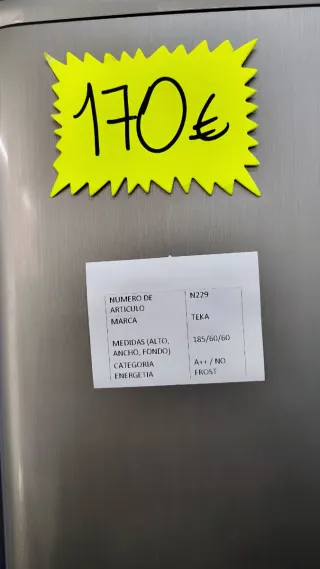 170€
NUMERO DE ARTICULO N229
MARCA TEKA
MEDIDAS (ALTO, ANCHO, FONDO) 185/60/60
CATEGORIA ENERGETIA A++ / NO FROST